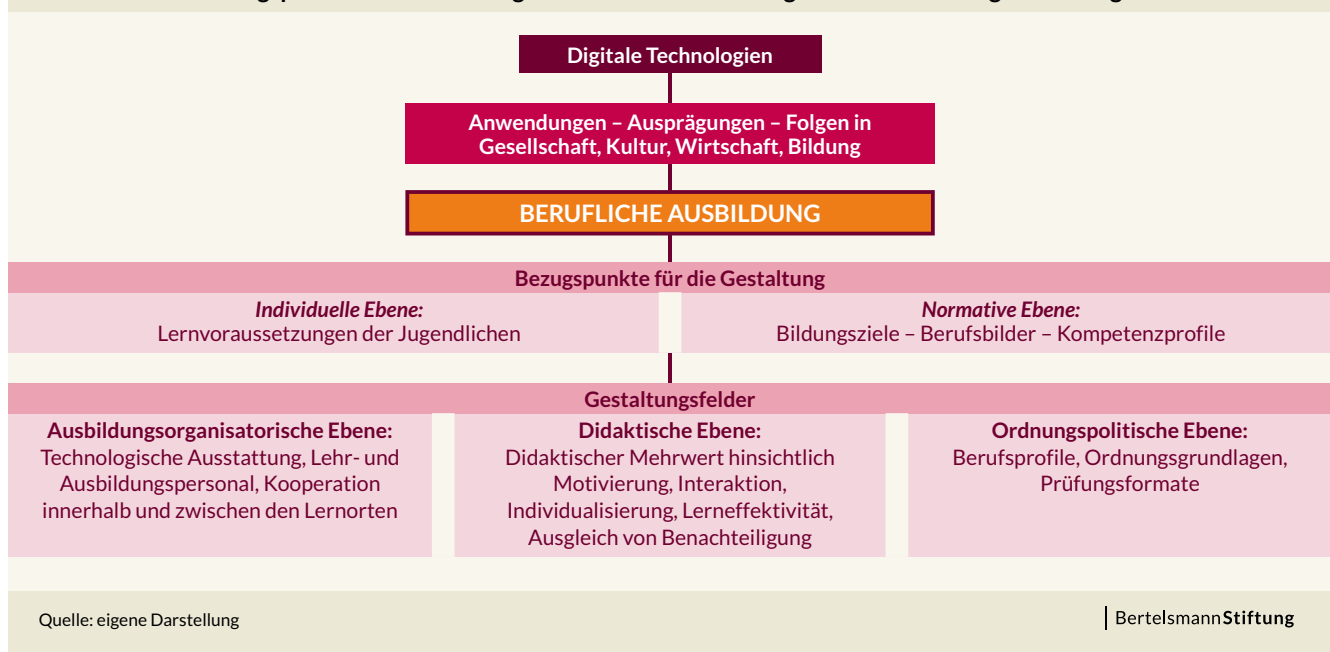 Digitale Technologien
Anwendungen – Ausprägungen – Folgen in
Gesellschaft, Kultur, Wirtschaft, Bildung
BERUFLICHE AUSBILDUNG
Bezugspunkte für die Gestaltung
Individuelle Ebene:
Lernvoraussetzungen der Jugendlichen
Normative Ebene:
Bildungsziele – Berufsbilder – Kompetenzprofile
Gestaltungsfelder
Ausbildungsorganisatorische Ebene:
Technologische Ausstattung, Lehr- und
Ausbildungspersonal, Kooperation
innerhalb und zwischen den Lernorten
Didaktische Ebene:
Didaktischer Mehrwert hinsichtlich
Motivierung, Interaktion,
Individualisierung, Lerneffektivität,
Ausgleich von Benachteiligung
Ordnungspolitische Ebene:
Berufsprofile, Ordnungsgrundlagen,
Prüfungsformate
Quelle: eigene Darstellung
BertelsmannStiftung